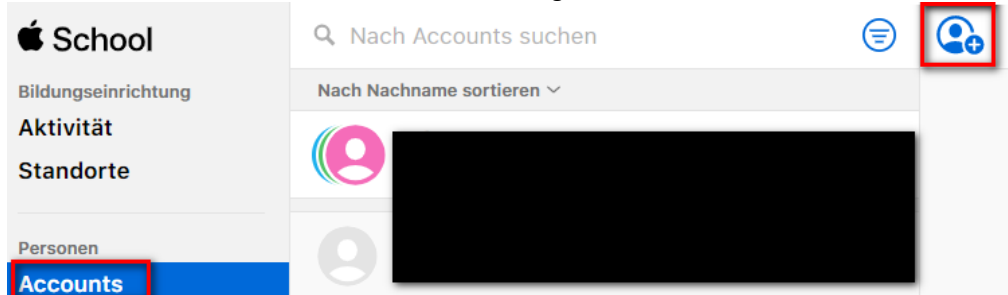 School
Nach Accounts suchen
Bildungseinrichtung
Nach Nachname sortieren
Aktivität
Standorte
Personen
Accounts